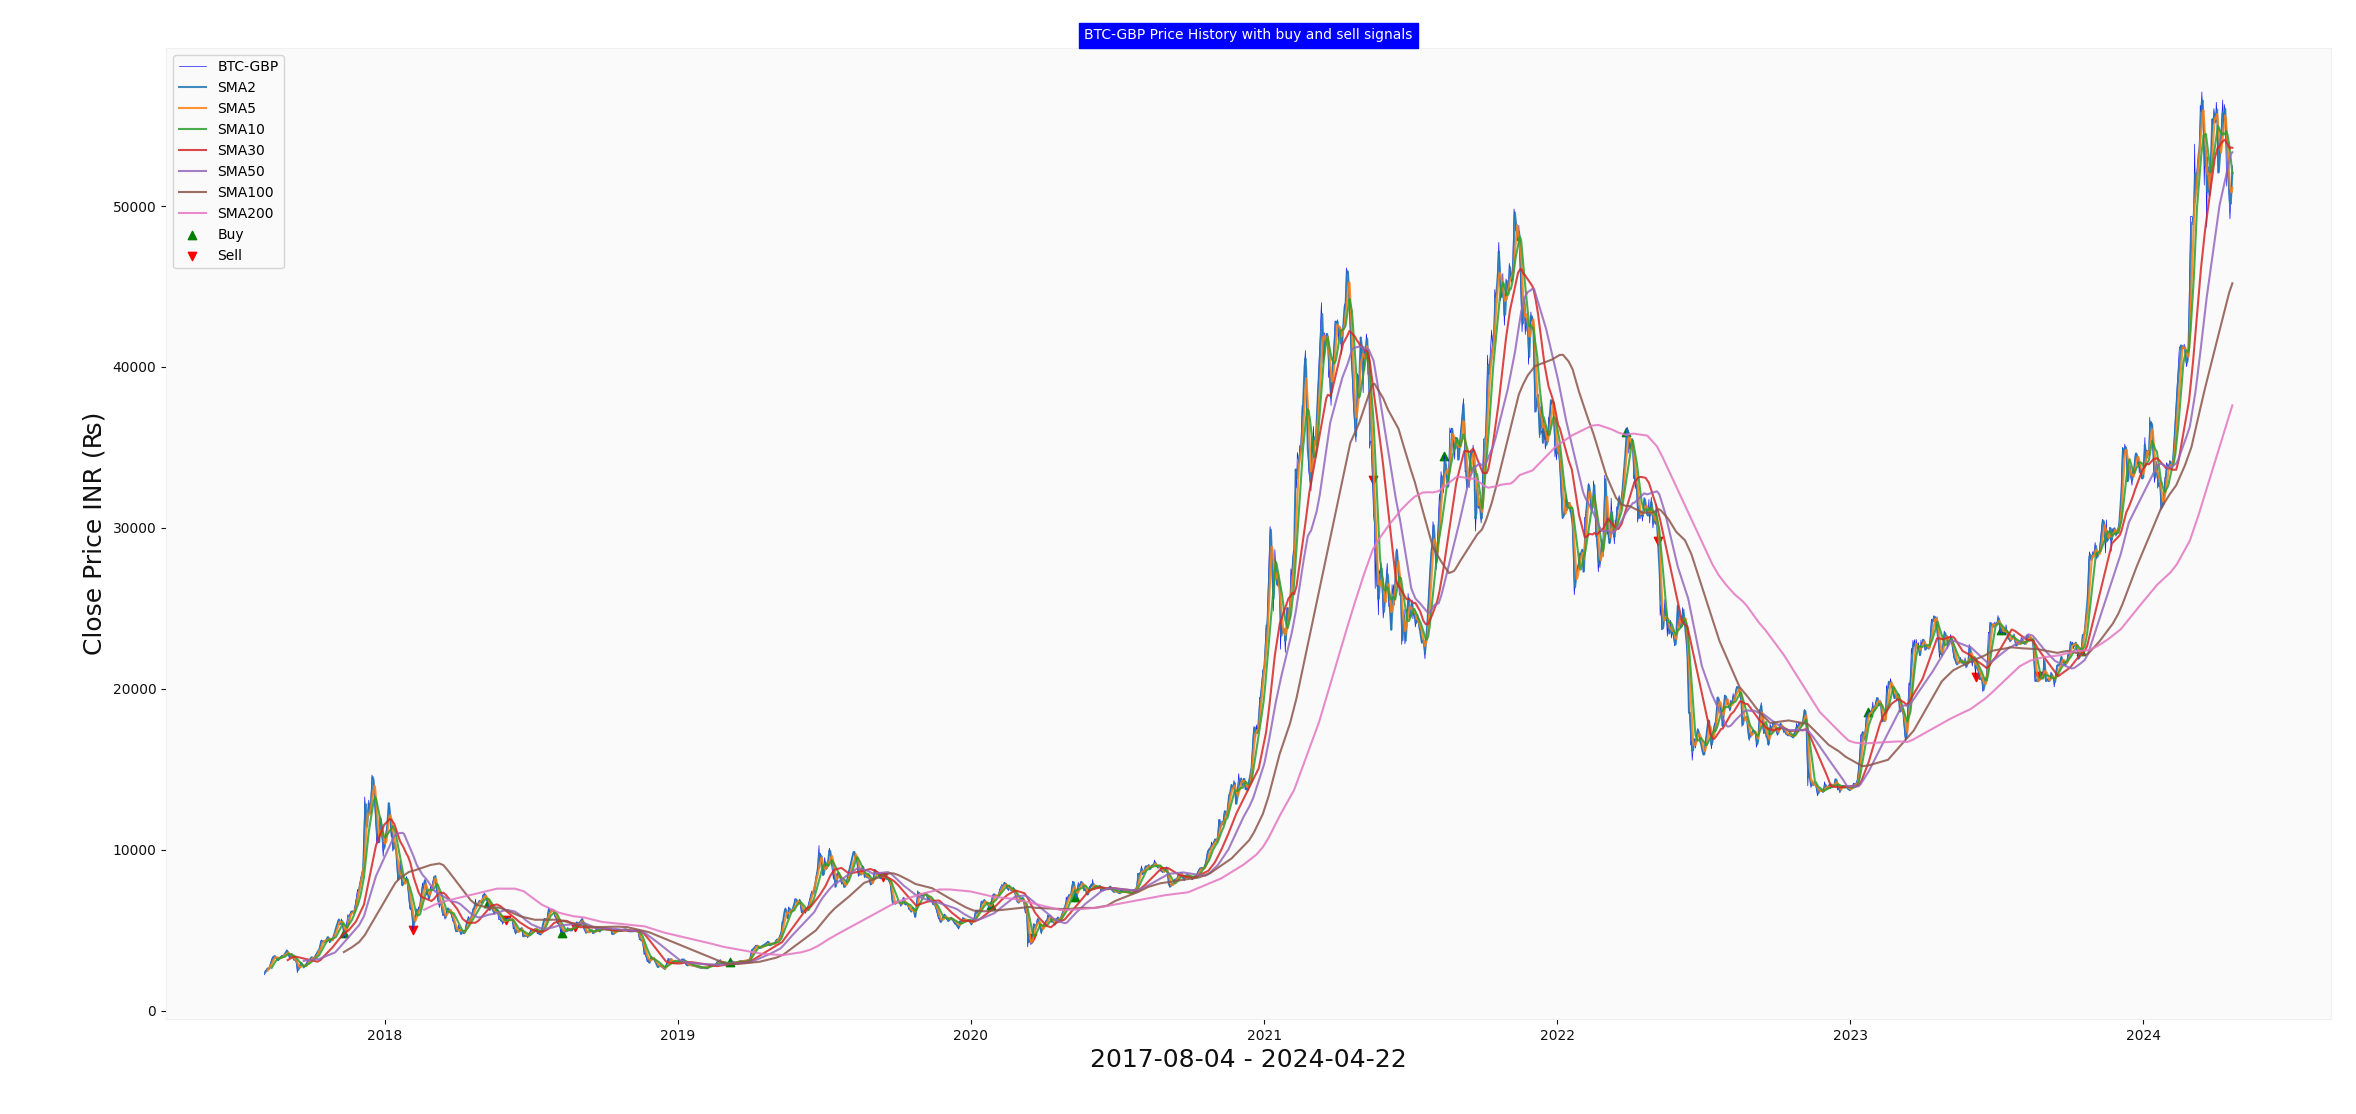 BTC-GBP Price History with buy and sell signals
BTC-GBP
SMA2
SMA5
SMA10
SMA30
SMA50
SMA100
SMA200
Buy
Sell
Close Price INR (₨)
50000
40000
30000
20000
10000
0
2018 2019 2020 2021 2022 2023 2024
2017-08-04 - 2024-04-22